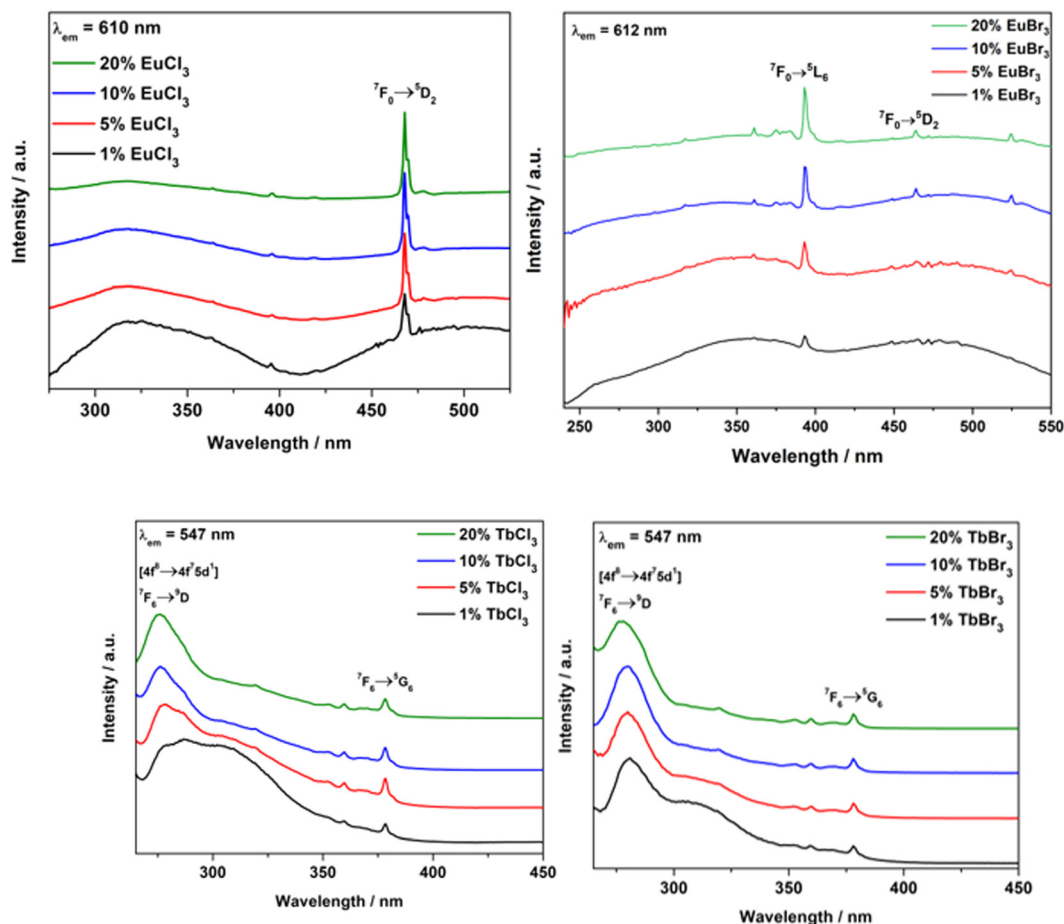 λem = 610 nm
20% EuCl3
10% EuCl3
5% EuCl3
1% EuCl3
⁷F₀→⁵D₂
Intensity / a.u.
300 350 400 450 500
Wavelength / nm
λem = 612 nm
20% EuBr3
10% EuBr3
5% EuBr3
1% EuBr3
⁷F₀→⁵L₆
⁷F₀→⁵D₂
Intensity / a.u.
250 300 350 400 450 500 550
Wavelength / nm
λem = 547 nm
[4f⁸→4f⁷5d¹]
⁷F₆→⁹D
20% TbCl3
10% TbCl3
5% TbCl3
1% TbCl3
⁷F₆→⁵G₆
Intensity / a.u.
300 350 400 450
Wavelength / nm
λem = 547 nm
[4f⁸→4f⁷5d¹]
⁷F₆→⁹D
20% TbBr3
10% TbBr3
5% TbBr3
1% TbBr3
⁷F₆→⁵G₆
Intensity / a.u.
300 350 400 450
Wavelength / nm